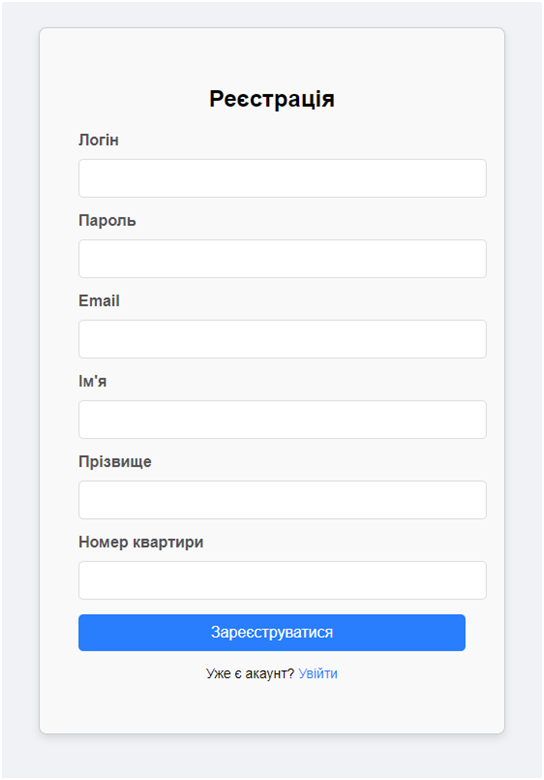 Реєстрація
Логін
Пароль
Email
Ім'я
Прізвище
Номер квартири
Зареєструватися
Уже є акаунт? Увійти